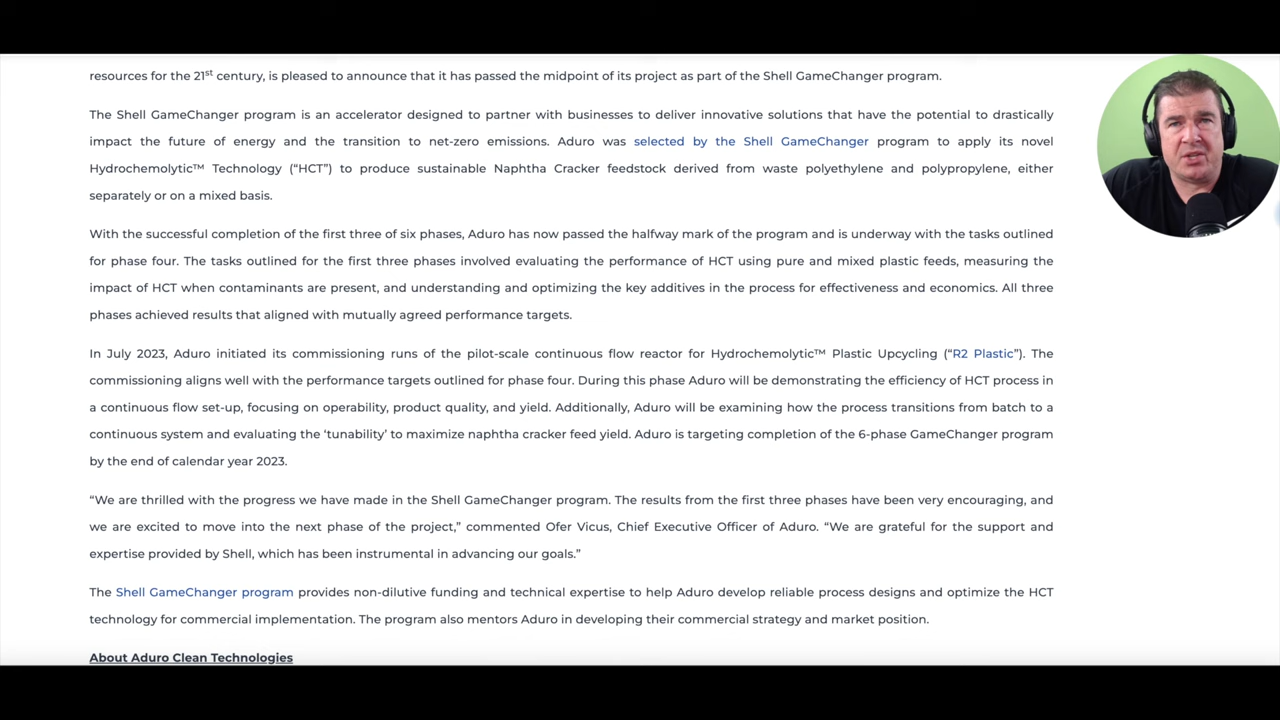 resources for the 21st century, is pleased to announce that it has passed the midpoint of its project as part of the Shell GameChanger program.
The Shell GameChanger program is an accelerator designed to partner with businesses to deliver innovative solutions that have the potential to drastically
impact the future of energy and the transition to net-zero emissions. Aduro was selected by the Shell GameChanger program to apply its novel
Hydrochemolytic™ Technology (“HCT”) to produce sustainable Naphtha Cracker feedstock derived from waste polyethylene and polypropylene, either
separately or on a mixed basis.
With the successful completion of the first three of six phases, Aduro has now passed the halfway mark of the program and is underway with the tasks outlined
for phase four. The tasks outlined for the first three phases involved evaluating the performance of HCT using pure and mixed plastic feeds, measuring the
impact of HCT when contaminants are present, and understanding and optimizing the key additives in the process for effectiveness and economics. All three
phases achieved results that aligned with mutually agreed performance targets.
In July 2023, Aduro initiated its commissioning runs of the pilot-scale continuous flow reactor for Hydrochemolytic™ Plastic Upcycling (“R2 Plastic”). The
commissioning aligns well with the performance targets outlined for phase four. During this phase Aduro will be demonstrating the efficiency of HCT process in
a continuous flow set-up, focusing on operability, product quality, and yield. Additionally, Aduro will be examining how the process transitions from batch to a
continuous system and evaluating the ‘tunability’ to maximize naphtha cracker feed yield. Aduro is targeting completion of the 6-phase GameChanger program
by the end of calendar year 2023.
“We are thrilled with the progress we have made in the Shell GameChanger program. The results from the first three phases have been very encouraging, and
we are excited to move into the next phase of the project,” commented Ofer Vicus, Chief Executive Officer of Aduro. “We are grateful for the support and
expertise provided by Shell, which has been instrumental in advancing our goals.”
The Shell GameChanger program provides non-dilutive funding and technical expertise to help Aduro develop reliable process designs and optimize the HCT
technology for commercial implementation. The program also mentors Aduro in developing their commercial strategy and market position.
About Aduro Clean Technologies